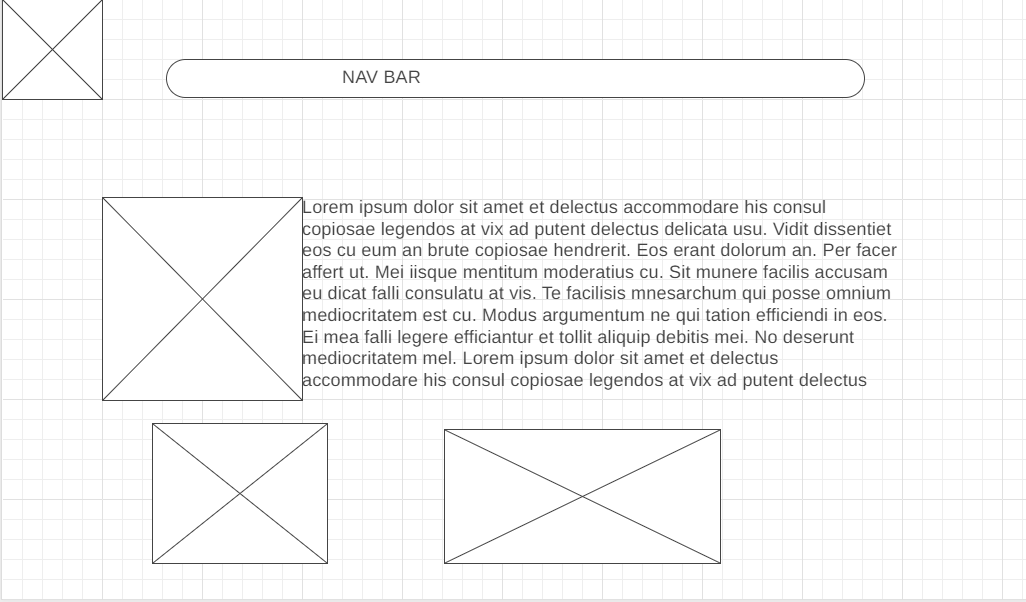 NAV BAR
Lorem ipsum dolor sit amet et delectus accommodare his consul
copiosae legendos at vix ad putent delectus delicata usu. Vidit dissentiet
eos cu eum an brute copiosae hendrerit. Eos erant dolorum an. Per facer
affert ut. Mei iisque mentitum moderatius cu. Sit munere facilis accusam
eu dicat falli consulatu at vis. Te facilisis mnesarchum qui posse omnium
mediocritatem est cu. Modus argumentum ne qui tation efficiendi in eos.
Ei mea falli legere efficiantur et tollit aliquip debitis mei. No deserunt
mediocritatem mel. Lorem ipsum dolor sit amet et delectus
accommodare his consul copiosae legendos at vix ad putent delectus